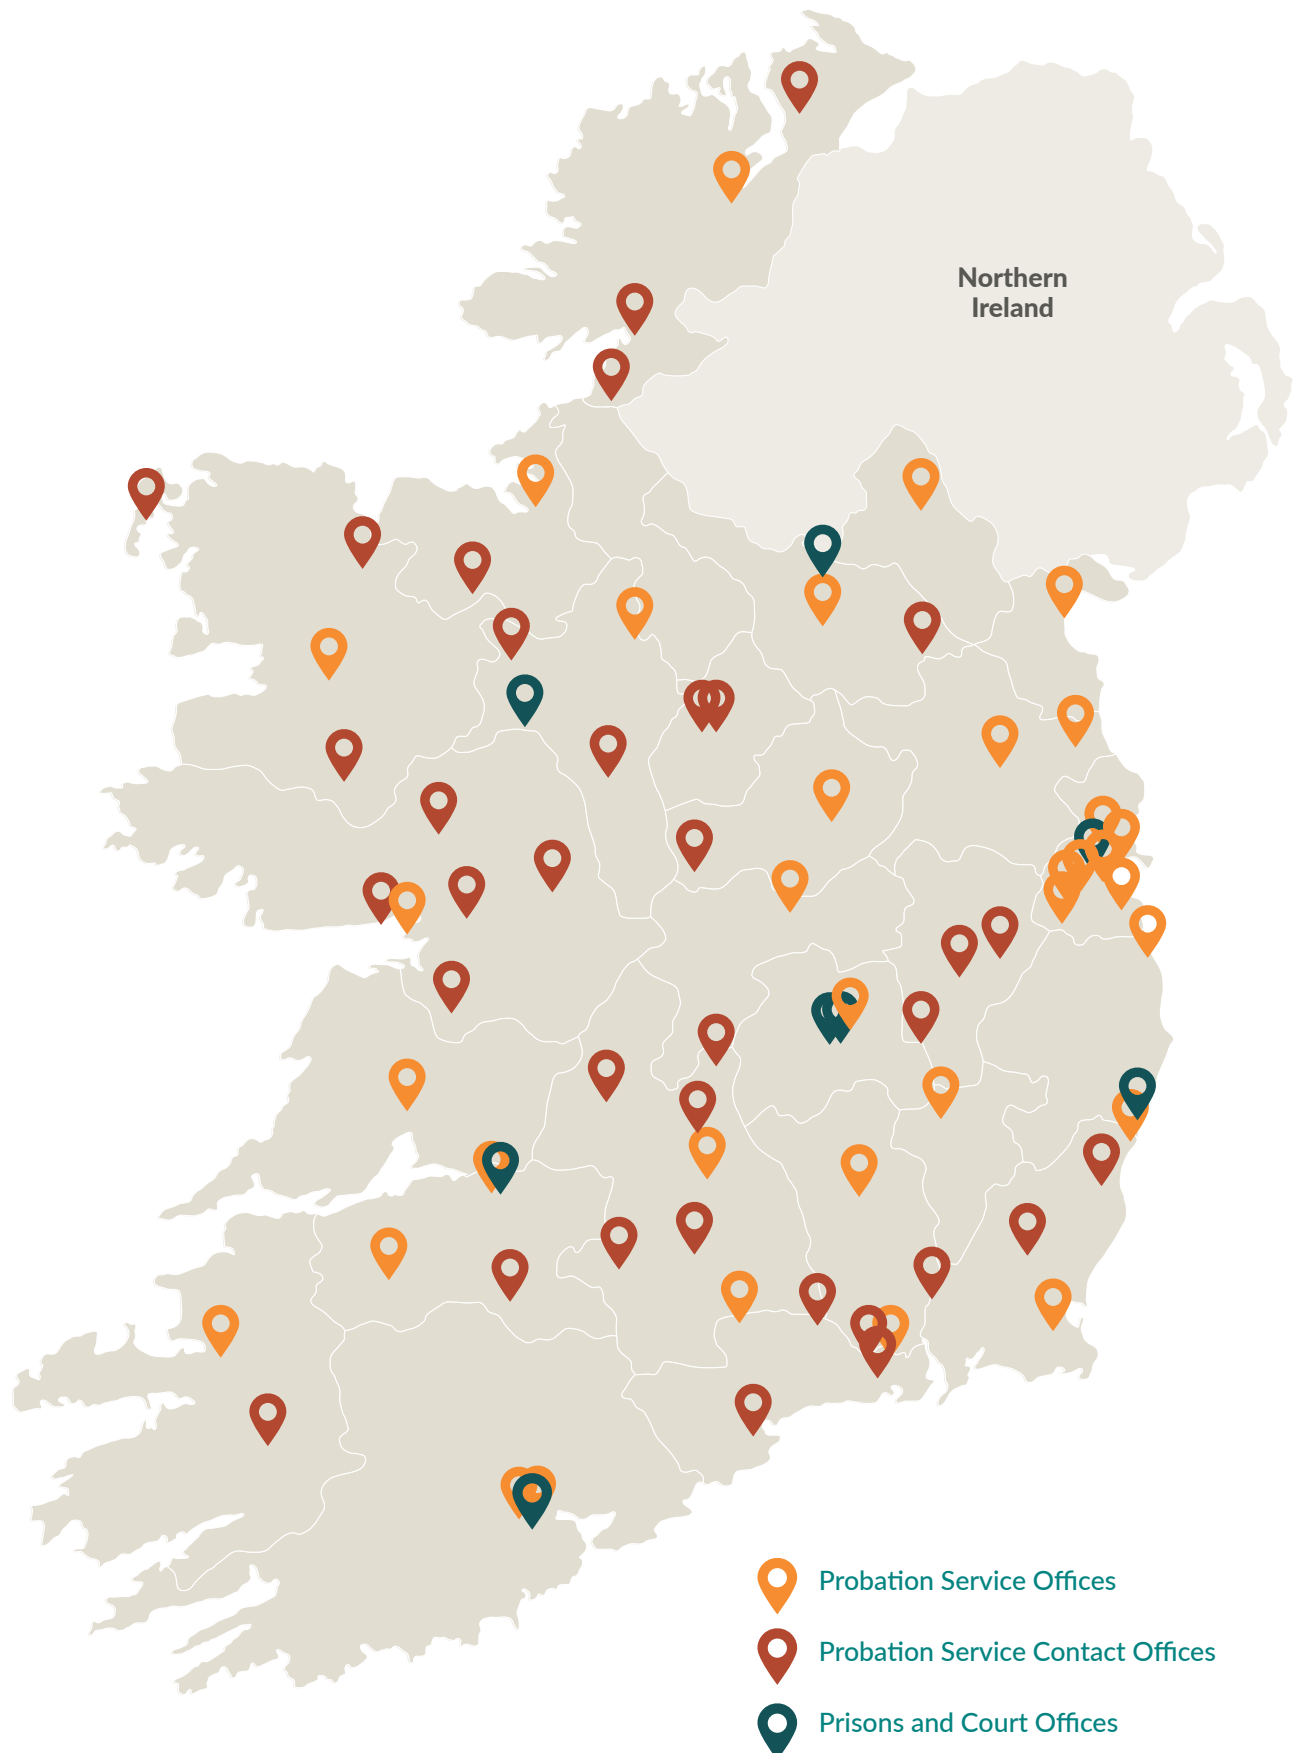 Northern
Ireland
Probation Service Offices
Probation Service Contact Offices
Prisons and Court Offices